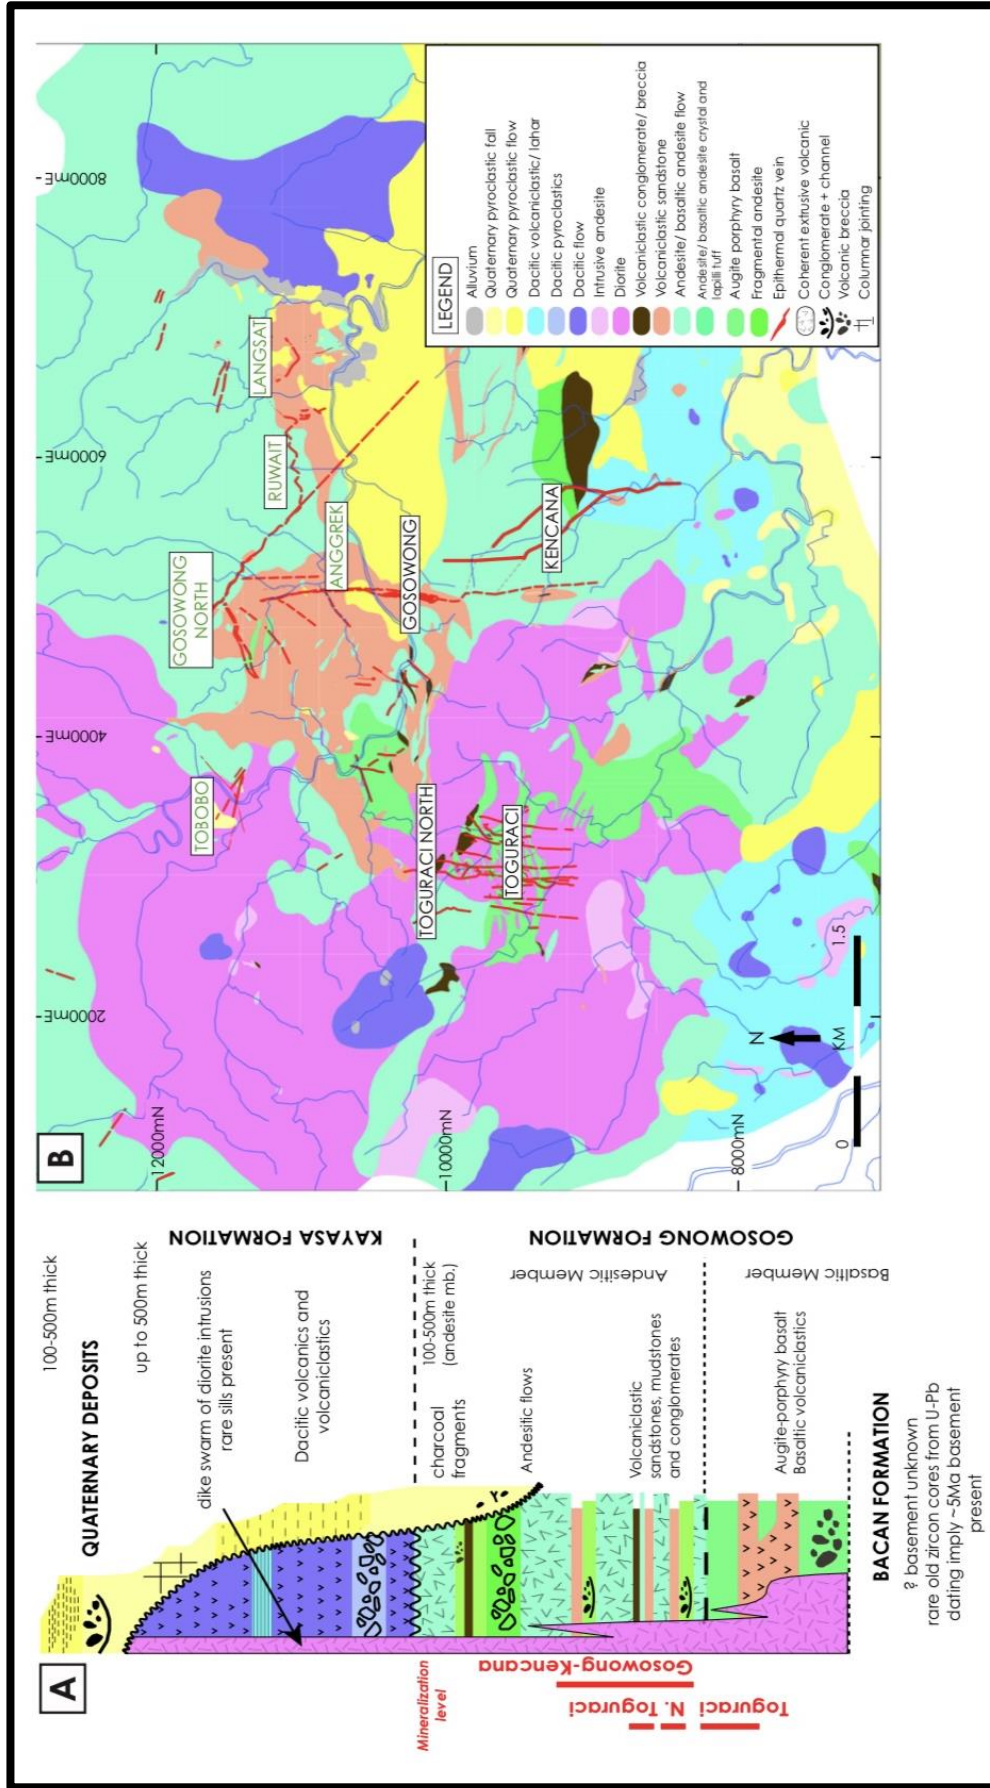 A
100-500m thick
QUATERNARY DEPOSITS
up to 500m thick
dike swarm of diorite intrusions
rare sills present
Dacitic volcanics and
volcaniclastics
KAYASA FORMATION
Mineralization
level
charcoal
fragments
100-500m thick
(andesite mb.)
Andesitic flows
Volcaniclastic
sandstones, mudstones
and conglomerates
Andesitic Member
GOSOWONG FORMATION
Gosowong-Kencana
N. Toguraci
Toguraci
Augite-porphyry basalt
Basaltic volcaniclastics
Basaltic Member
BACAN FORMATION
? basement unknown
rare old zircon cores from U-Pb
dating imply ~5Ma basement
present
B
2000mE
4000mE
6000mE
8000mE
12000mN
10000mN
8000mN
TOBOBO
GOSOWONG
NORTH
RUWAIT
LANGSAT
ANGGREK
GOSOWONG
TOGURACI NORTH
TOGURACI
KENCANA
N
0
KM
1.5
LEGEND
Alluvium
Quaternary pyroclastic fall
Quaternary pyroclastic flow
Dacitic volcaniclastic/ lahar
Dacitic pyroclastics
Dacitic flow
Intrusive andesite
Diorite
Volcaniclastic conglomerate/ breccia
Volcaniclastic sandstone
Andesite/ basaltic andesite flow
Andesite/ basaltic andesite crystal and
lapilli tuff
Augite porphyry basalt
Fragmental andesite
Epithermal quartz vein
Coherent extrusive volcanic
Conglomerate + channel
Volcanic breccia
Columnar jointing